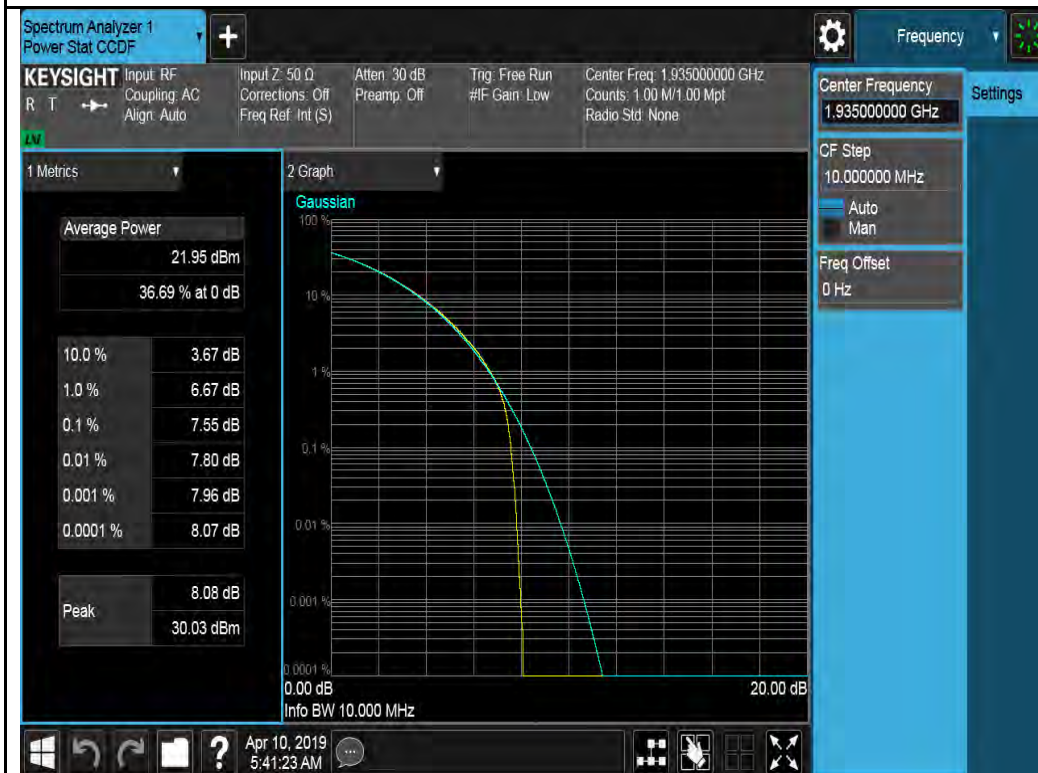 Spectrum Analyzer 1
Power Stat CCDF
+
Frequency
KEYSIGHT
R T
Input: RF
Coupling: AC
Align: Auto
Input Z: 50 Ω
Corrections: Off
Freq Ref: Int (S)
Atten: 30 dB
Preamp: Off
Trig: Free Run
#IF Gain: Low
Center Freq: 1.935000000 GHz
Counts: 1.00 M/1.00 Mpt
Radio Std: None
1 Metrics
Average Power
21.95 dBm
36.69 % at 0 dB
10.0 % 3.67 dB
1.0 % 6.67 dB
0.1 % 7.55 dB
0.01 % 7.80 dB
0.001 % 7.96 dB
0.0001 % 8.07 dB
Peak
8.08 dB
30.03 dBm
2 Graph
Gaussian
100 %
10 %
1 %
0.1 %
0.01 %
0.001 %
0.0001 %
0.00 dB
20.00 dB
Info BW 10.000 MHz
Center Frequency
1.935000000 GHz
Settings
CF Step
10.000000 MHz
Auto
Man
Freq Offset
0 Hz
?
Apr 10, 2019
5:41:23 AM